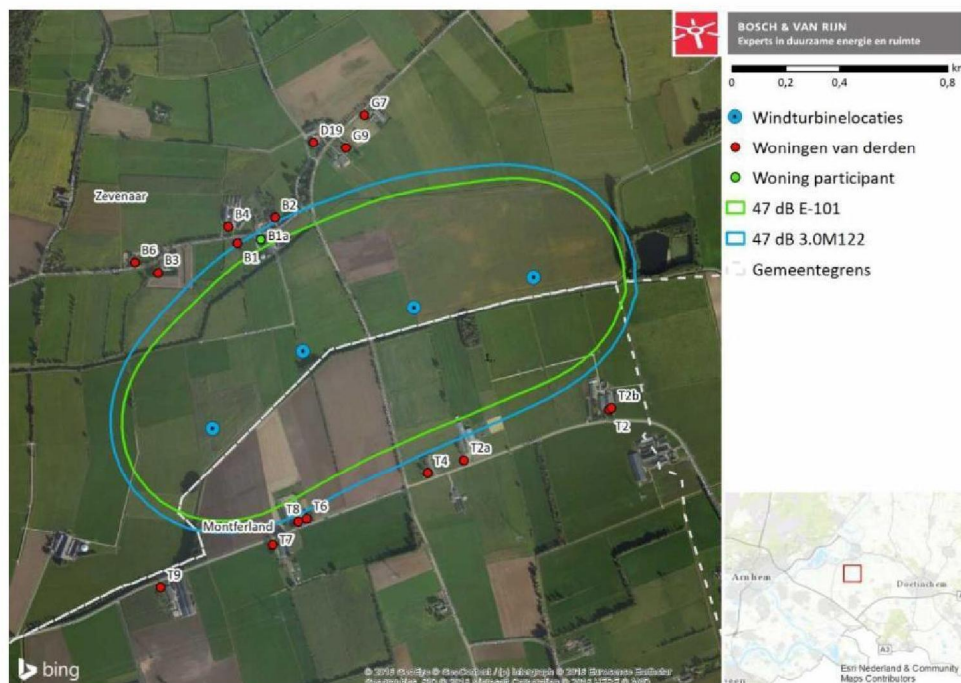 BOSCH & VAN RIJN
Experts in duurzame energie en ruimte
km
0 0,2 0,4 0,8
Windturbinelocaties
Woningen van derden
Woning participant
47 dB E-101
47 dB 3.0M122
Gemeentegrens
G7
D19
G9
Zevenaar
B4
B2
B1a
B1
B6
B3
T2b
T2
T2a
T4
T8
T6
Montferland
T7
T9
bing
Arnhem
Doetinchem
A3
Esri Nederland & Community
Maps Contributors